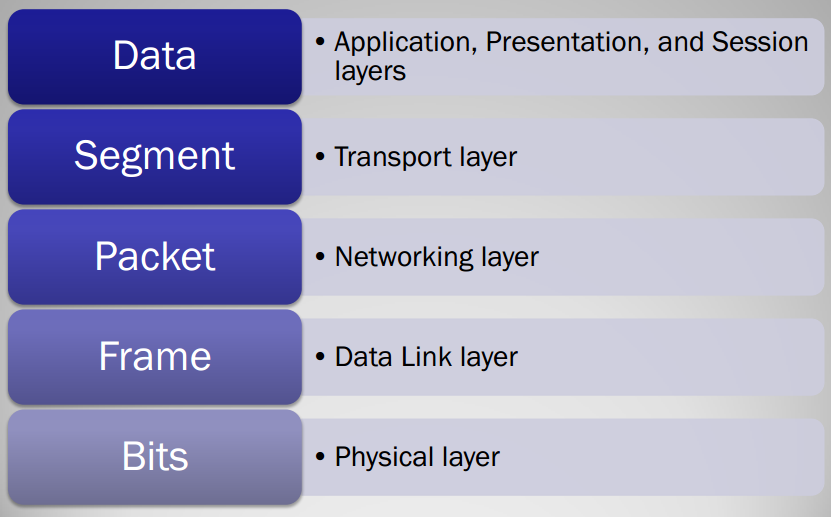 Data
• Application, Presentation, and Session
layers
Segment
• Transport layer
Packet
• Networking layer
Frame
• Data Link layer
Bits
• Physical layer